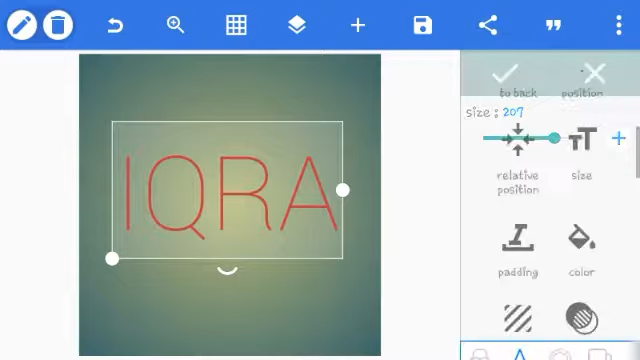 to back position
size : 207
IQRA
relative position
size
padding
color